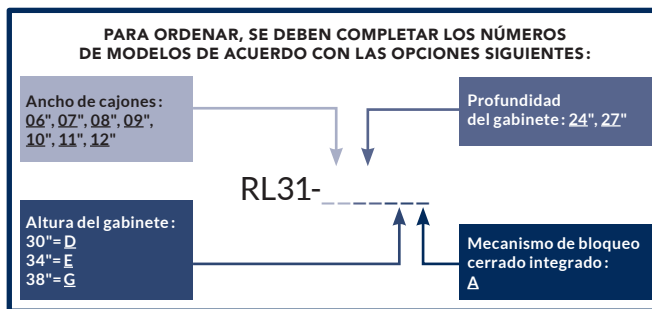 PARA ORDENAR, SE DEBEN COMPLETAR LOS NÚMEROS
DE MODELOS DE ACUERDO CON LAS OPCIONES SIGUIENTES:
Ancho de cajones:
06", 07", 08", 09",
10", 11", 12"
Profundidad
del gabinete: 24", 27"
RL31-_ _ _ _ _ _
Altura del gabinete:
30"= D
34"= E
38"= G
Mecanismo de bloqueo
cerrado integrado:
A